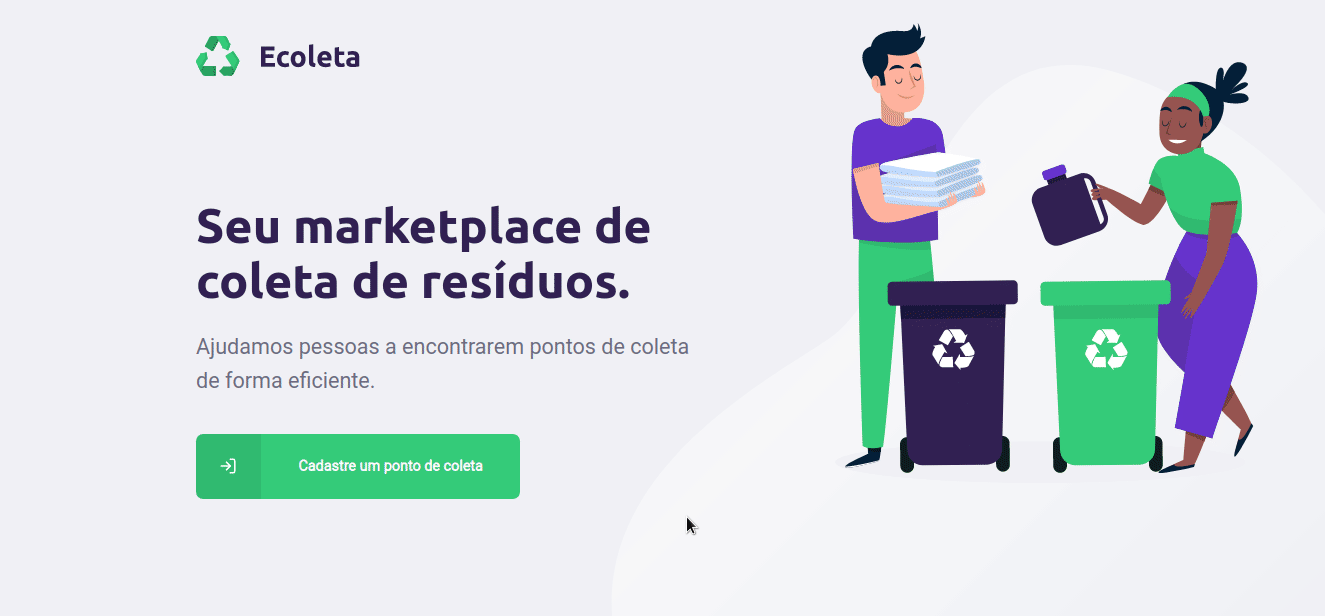 Ecoleta
Seu marketplace de
coleta de resíduos.
Ajudamos pessoas a encontrarem pontos de coleta
de forma eficiente.
Cadastre um ponto de coleta